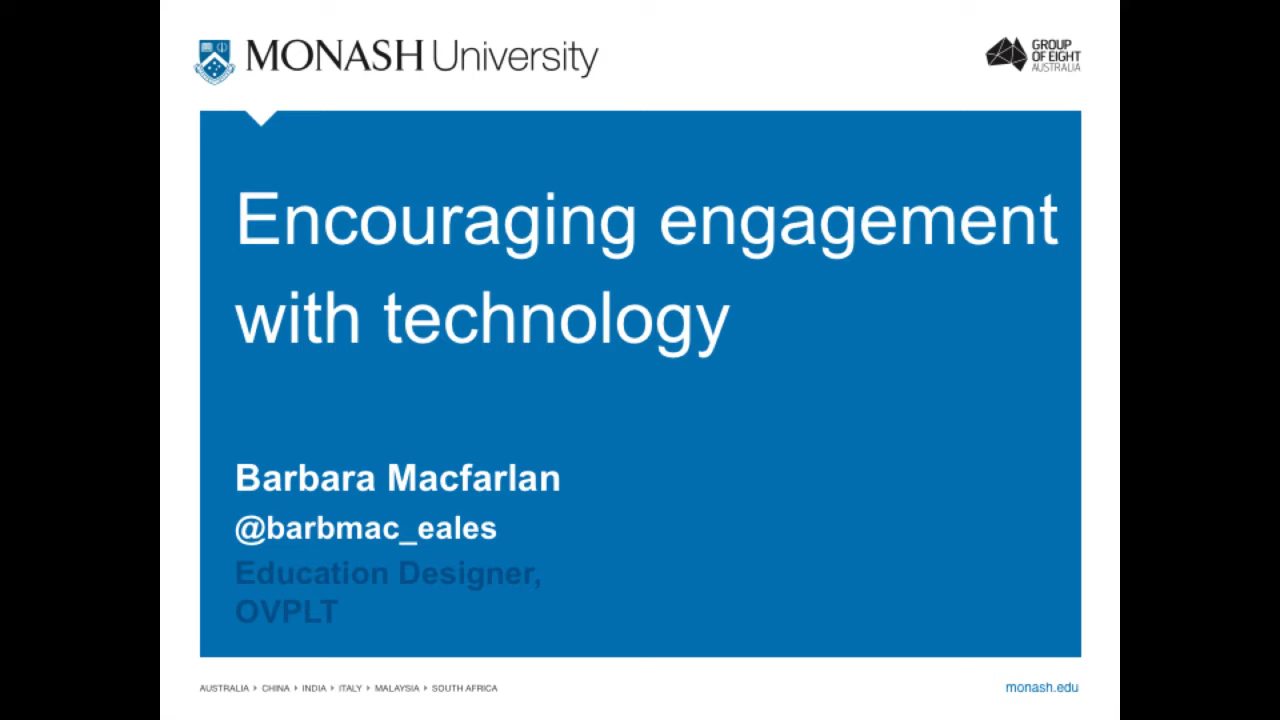 MONASH University
GROUP
OF EIGHT
AUSTRALIA
Encouraging engagement
with technology
Barbara Macfarlan
@barbmac_eales
Education Designer,
OVPLT
AUSTRALIA ▸ CHINA ▸ INDIA ▸ ITALY ▸ MALAYSIA ▸ SOUTH AFRICA
monash.edu